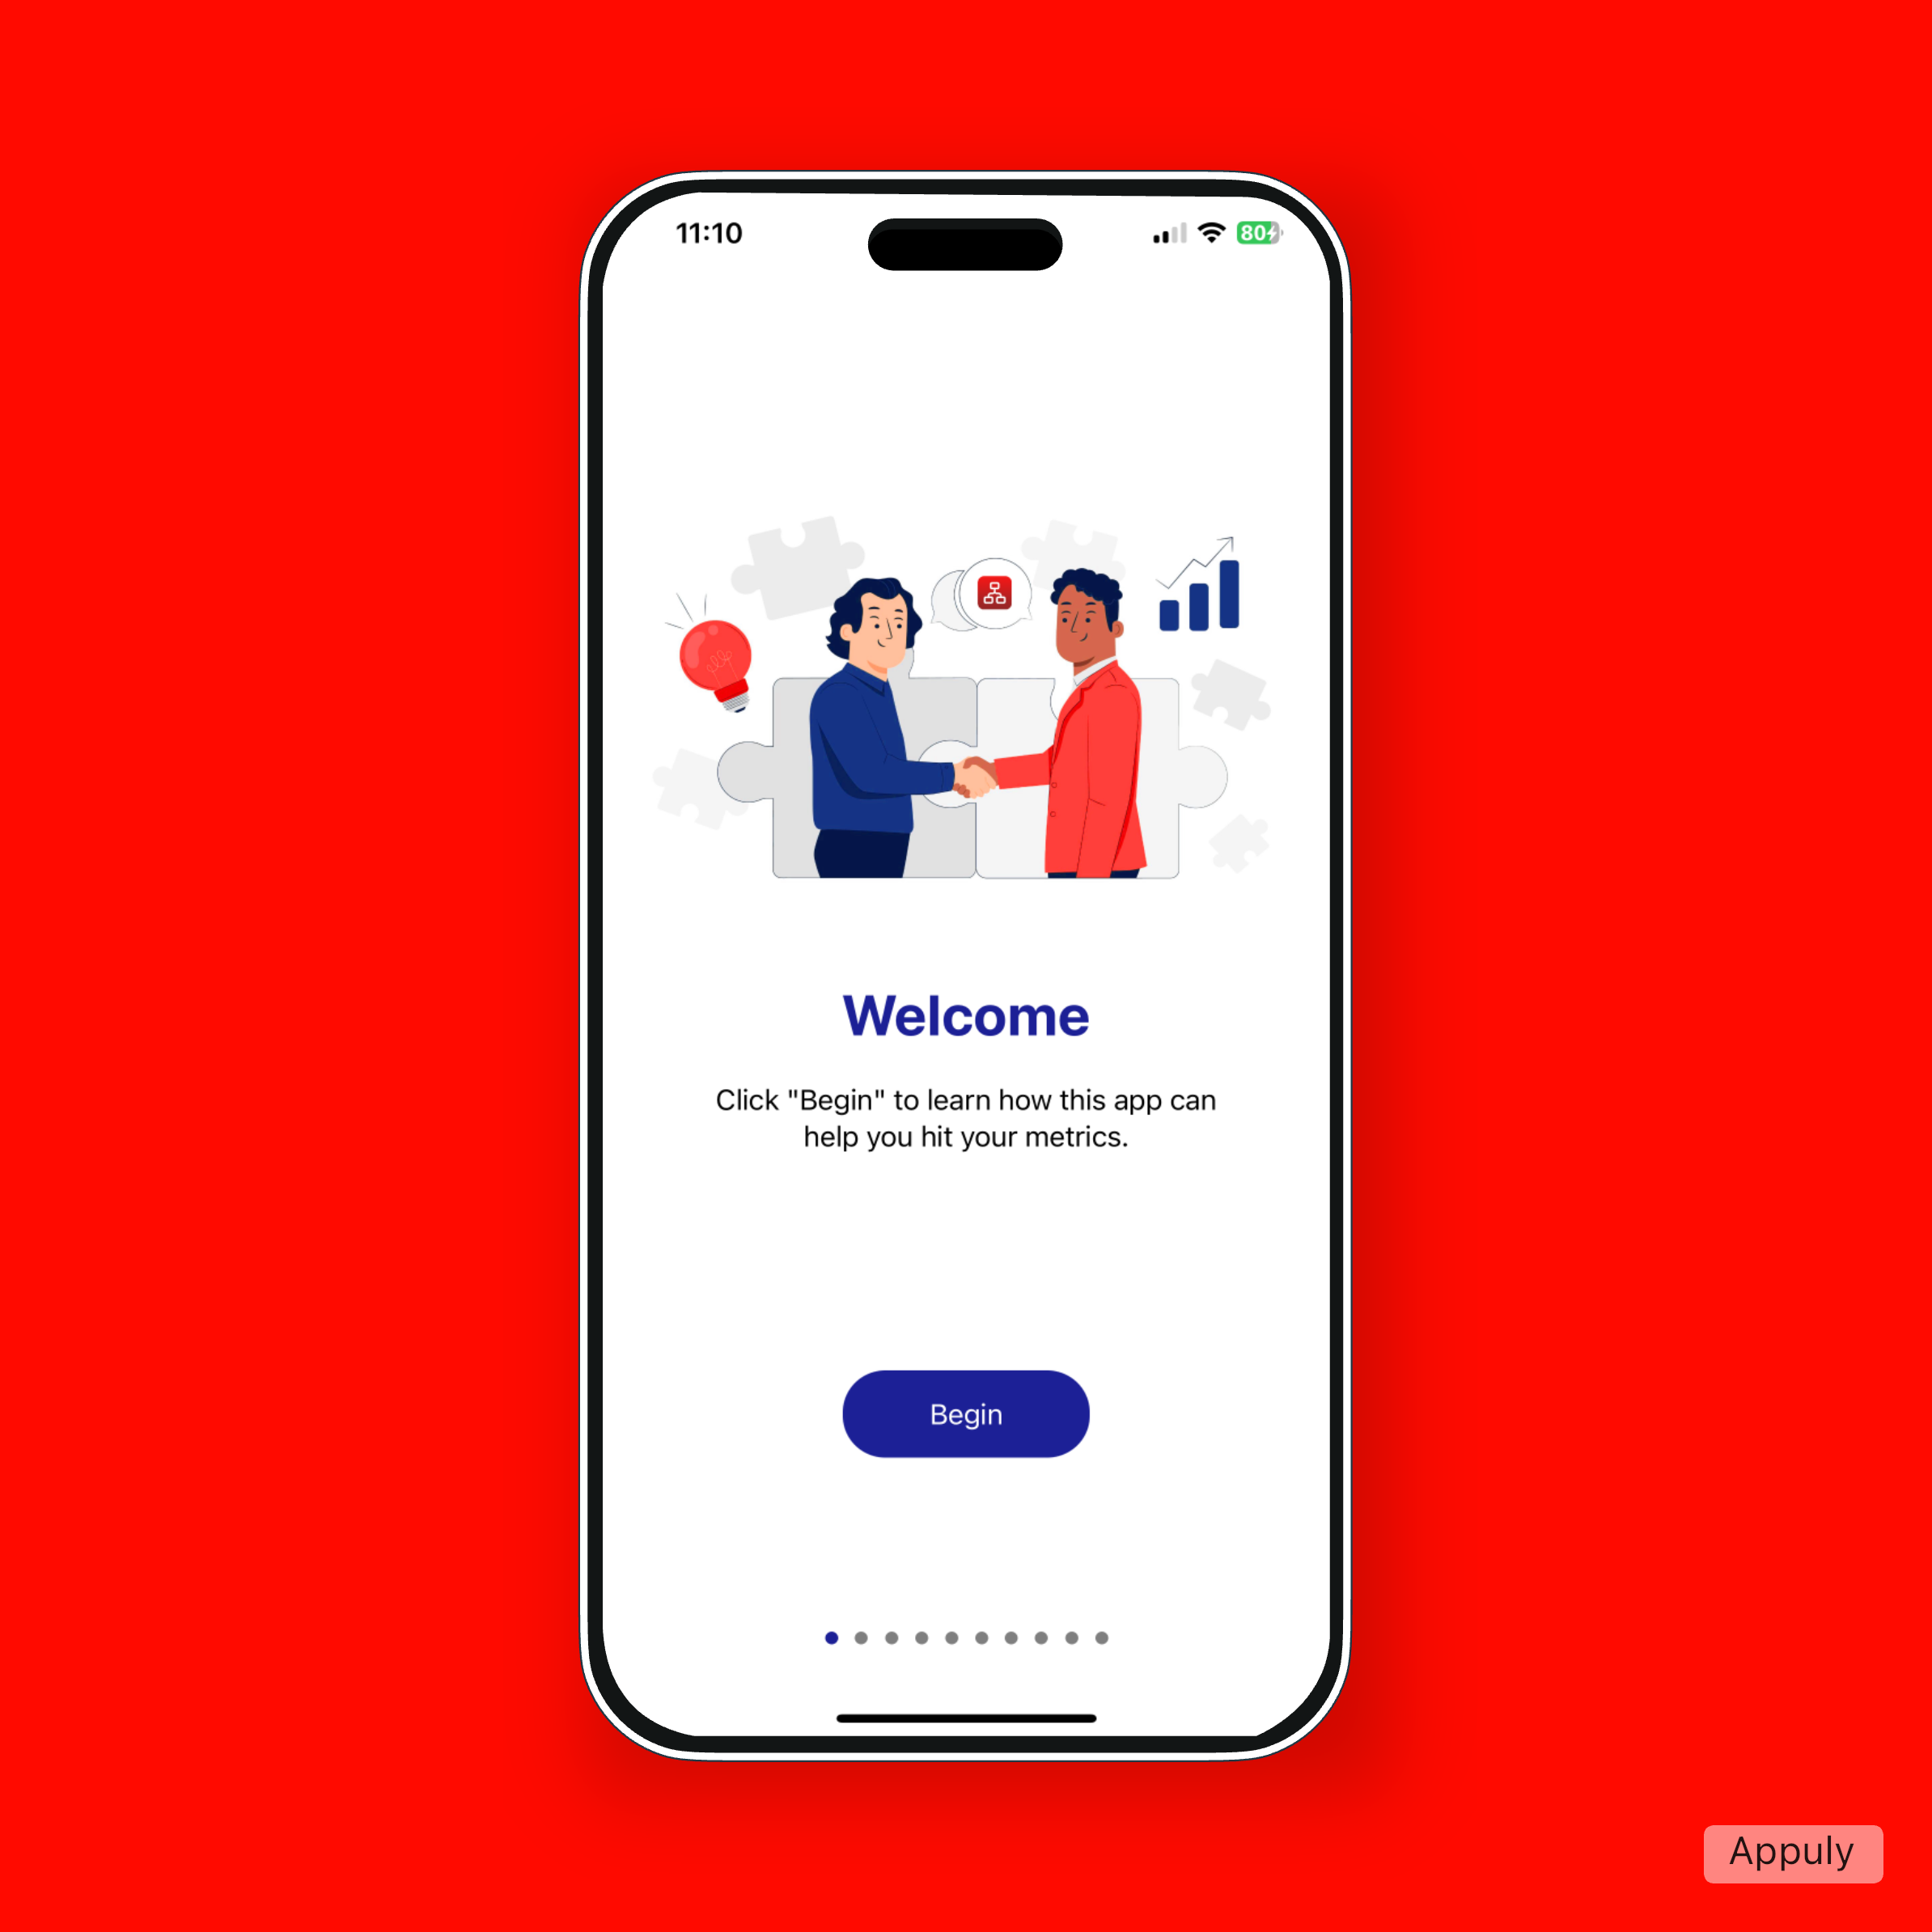 11:10
80
Welcome
Click "Begin" to learn how this app can
help you hit your metrics.
Begin
Appuly